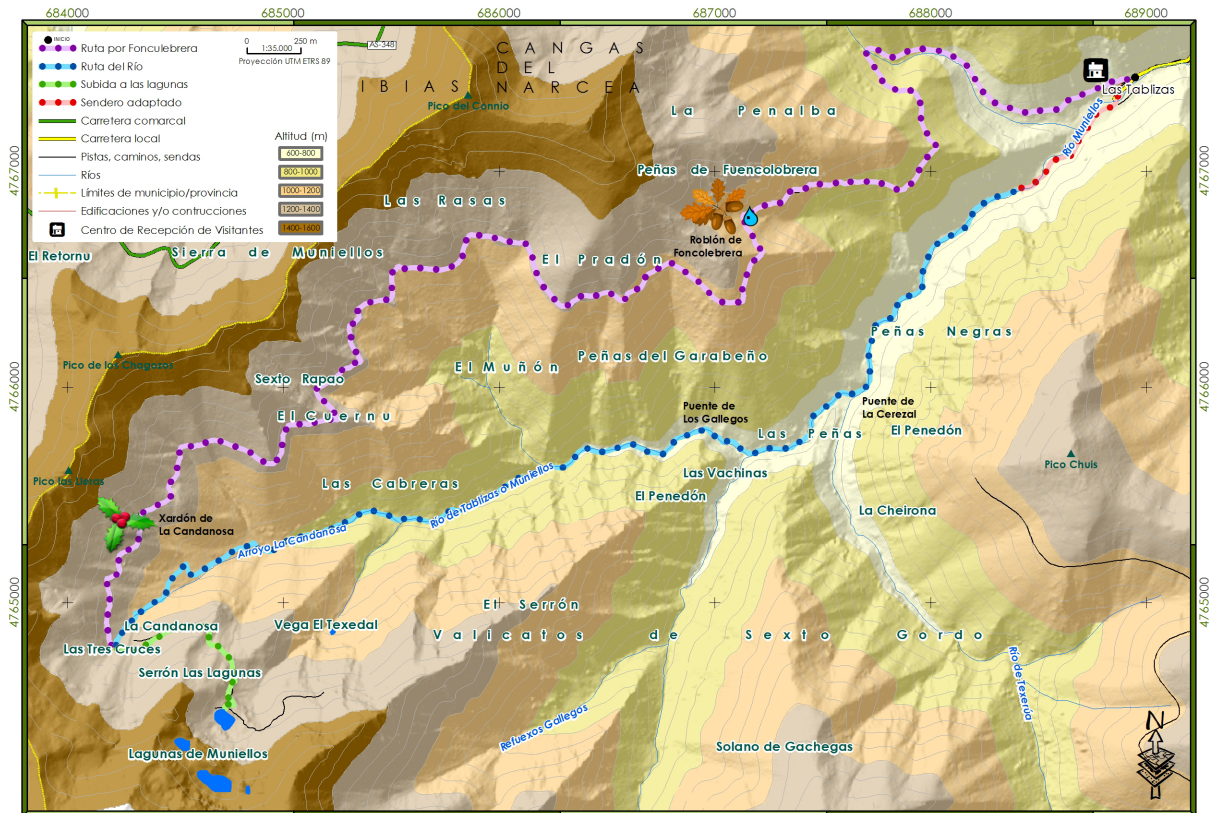 684000
685000
686000
687000
688000
689000
INICIO
Ruta por Fonculebrera
Ruta del Río
Subida a las lagunas
Sendero adaptado
Carretera comarcal
Carretera local
Pistas, caminos, sendas
Ríos
Límites de municipio/provincia
Edificaciones y/o contrucciones
Centro de Recepción de Visitantes
0 250 m
1:35.000
Proyección UTM ETRS 89
Altitud (m)
600-800
800-1000
1000-1200
1200-1400
1400-1600
AS-348
CANGAS
DEL
NARCEA
IBIAS
Pico del Connio
La Penalba
Las Tablizas
Río Muniellos
4767000
4767000
Peñas de Fuencolobrera
Las Rasas
Roblón de
Foncolebrera
El Retornu
Sierra de Muniellos
El Pradón
Peñas Negras
Peñas del Garabeño
El Muñón
Pico de los Chagozos
Sexto Rapao
4766000
4766000
El Cuernu
Puente de
Los Gallegos
Puente de
La Cerezal
Las Peñas
El Penedón
Pico Chuis
Pico las Lleras
Las Cabreras
Las Vachinas
El Penedón
Río de Tablizas o Muniellos
La Cheirona
Xardón de
La Candanosa
Arroyo La Candanosa
4765000
4765000
El Serrón
La Candanosa
Vega El Texedal
Valicatos de Sexto Gordo
Las Tres Cruces
Serrón Las Lagunas
Río de Texerúa
Refuexos Gallegos
Lagunas de Muniellos
Solano de Gachegas
N